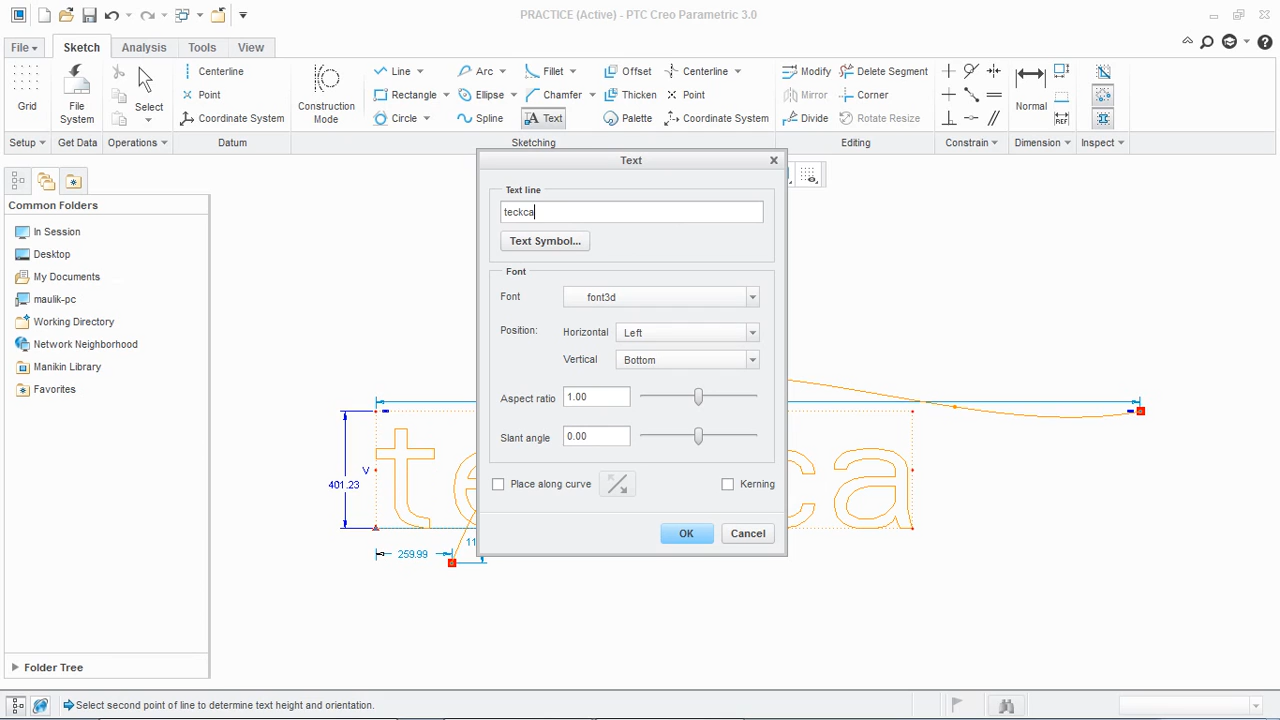 PRACTICE (Active) - PTC Creo Parametric 3.0
File Sketch Analysis Tools View
Grid
File System
Select
Centerline
Point
Coordinate System
Construction Mode
Line Arc Fillet Offset Centerline
Rectangle Ellipse Chamfer Thicken Point
Circle Spline Text Palette Coordinate System
Modify Delete Segment
Mirror Corner
Divide Rotate Resize
Normal
REF
REF
Setup Get Data Operations Datum Sketching Editing Constrain Dimension Inspect
Common Folders
In Session
Desktop
My Documents
maulik-pc
Working Directory
Network Neighborhood
Manikin Library
Favorites
Folder Tree
Text
Text line
teckca
Text Symbol...
Font
Font font3d
Position: Horizontal Left
Vertical Bottom
Aspect ratio 1.00
Slant angle 0.00
Place along curve Kerning
OK Cancel
V
401.23
259.99
11
te ca
Select second point of line to determine text height and orientation.